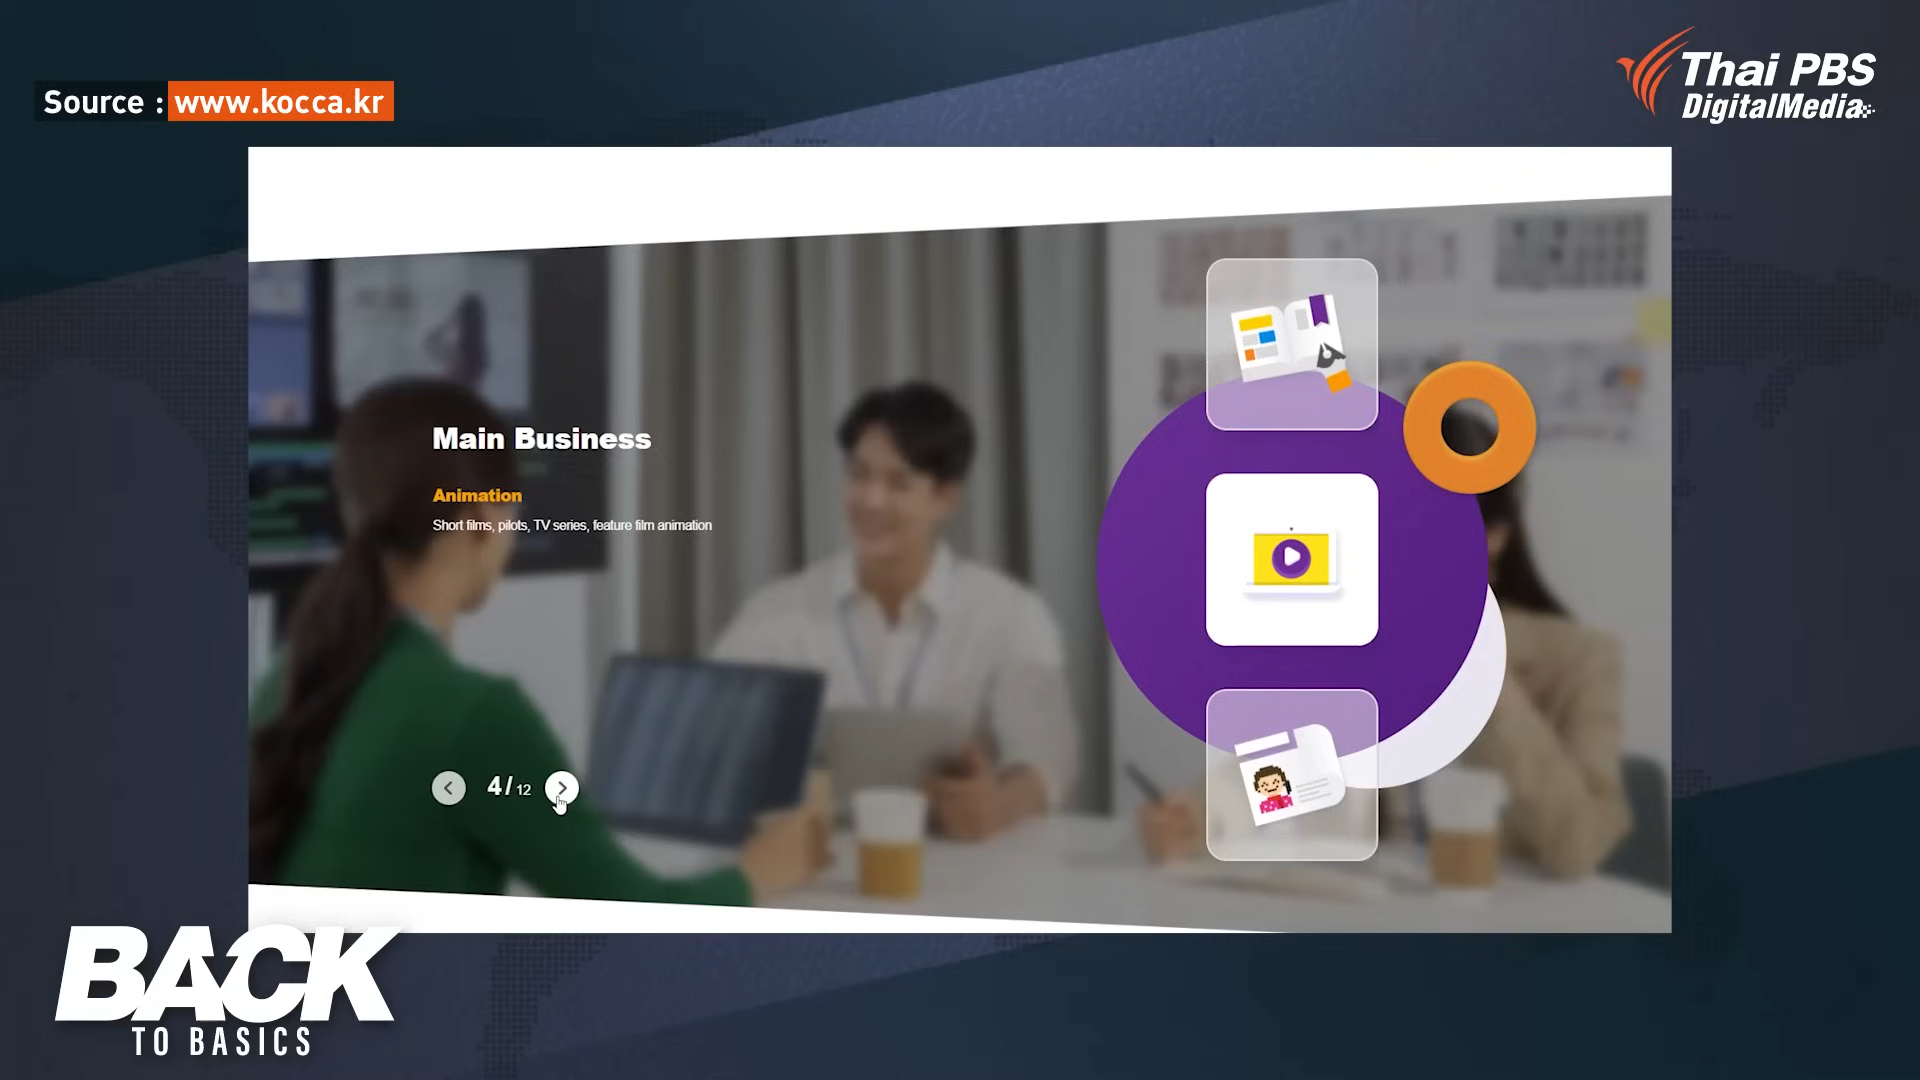 Source : www.kocca.kr
Thai PBS
DigitalMedia
Main Business
Animation
Short films, pilots, TV series, feature film animation
4 / 12
BACK
TO BASICS